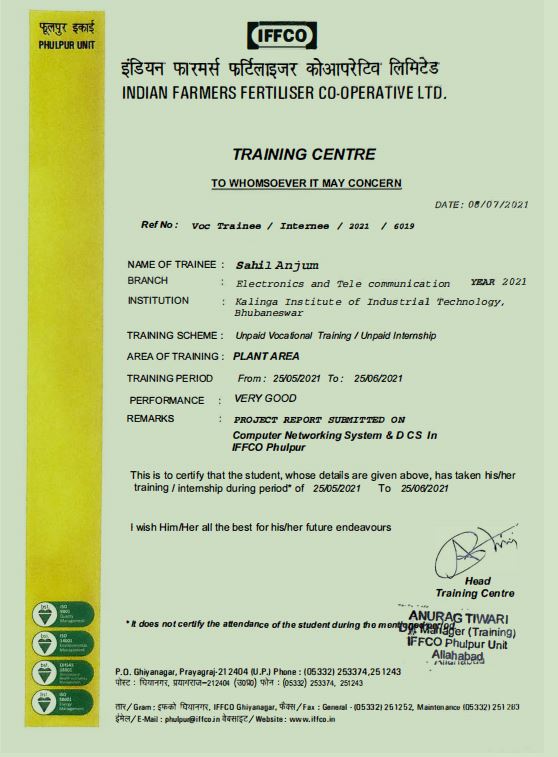 फूलपुर इकाई
PHULPUR UNIT
IFFCO
इंडियन फारमर्स फर्टिलाइजर कोआपरेटिव लिमिटेड
INDIAN FARMERS FERTILISER CO-OPERATIVE LTD.
TRAINING CENTRE
TO WHOMSOEVER IT MAY CONCERN
DATE: 08/07/2021
Ref No: Voc Trainee / Internee / 2021 / 6019
NAME OF TRAINEE : Sahil Anjum
BRANCH : Electronics and Tele communication YEAR 2021
INSTITUTION : Kalinga Institute of Industrial Technology,
Bhubaneswar
TRAINING SCHEME : Unpaid Vocational Training / Unpaid Internship
AREA OF TRAINING : PLANT AREA
TRAINING PERIOD From : 25/05/2021 To : 25/06/2021
PERFORMANCE : VERY GOOD
REMARKS : PROJECT REPORT SUBMITTED ON
Computer Networking System & D CS In
IFFCO Phulpur
This is to certify that the student, whose details are given above, has taken his/her
training / internship during period* of 25/05/2021 To 25/06/2021
I wish Him/Her all the best for his/her future endeavours
Head
Training Centre
* It does not certify the attendance of the student during the mentioned period
ANURAG TIWARI
Dy. Manager (Training)
IFFCO Phulpur Unit
Allahabad
bsi. ISO 9001 Quality Management
bsi. ISO 14001 Environmental Management
bsi. OHSAS 18001
bsi. ISO 50001 Energy Management
P.O. Ghiyanagar, Prayagraj-212404 (U.P.) Phone : (05332) 253374, 251243
पोस्ट : घियानगर, प्रयागराज-212404 (उ0प्र0) फोन : (05332) 253374, 251243
तार / Gram : इफको घियानगर, IFFCO Ghiyanagar, फैक्स / Fax : General - (05332) 251252, Maintenance (05332) 251283
ईमेल / E-Mail : phulpur@iffco.in वेबसाइट / Website : www.iffco.in